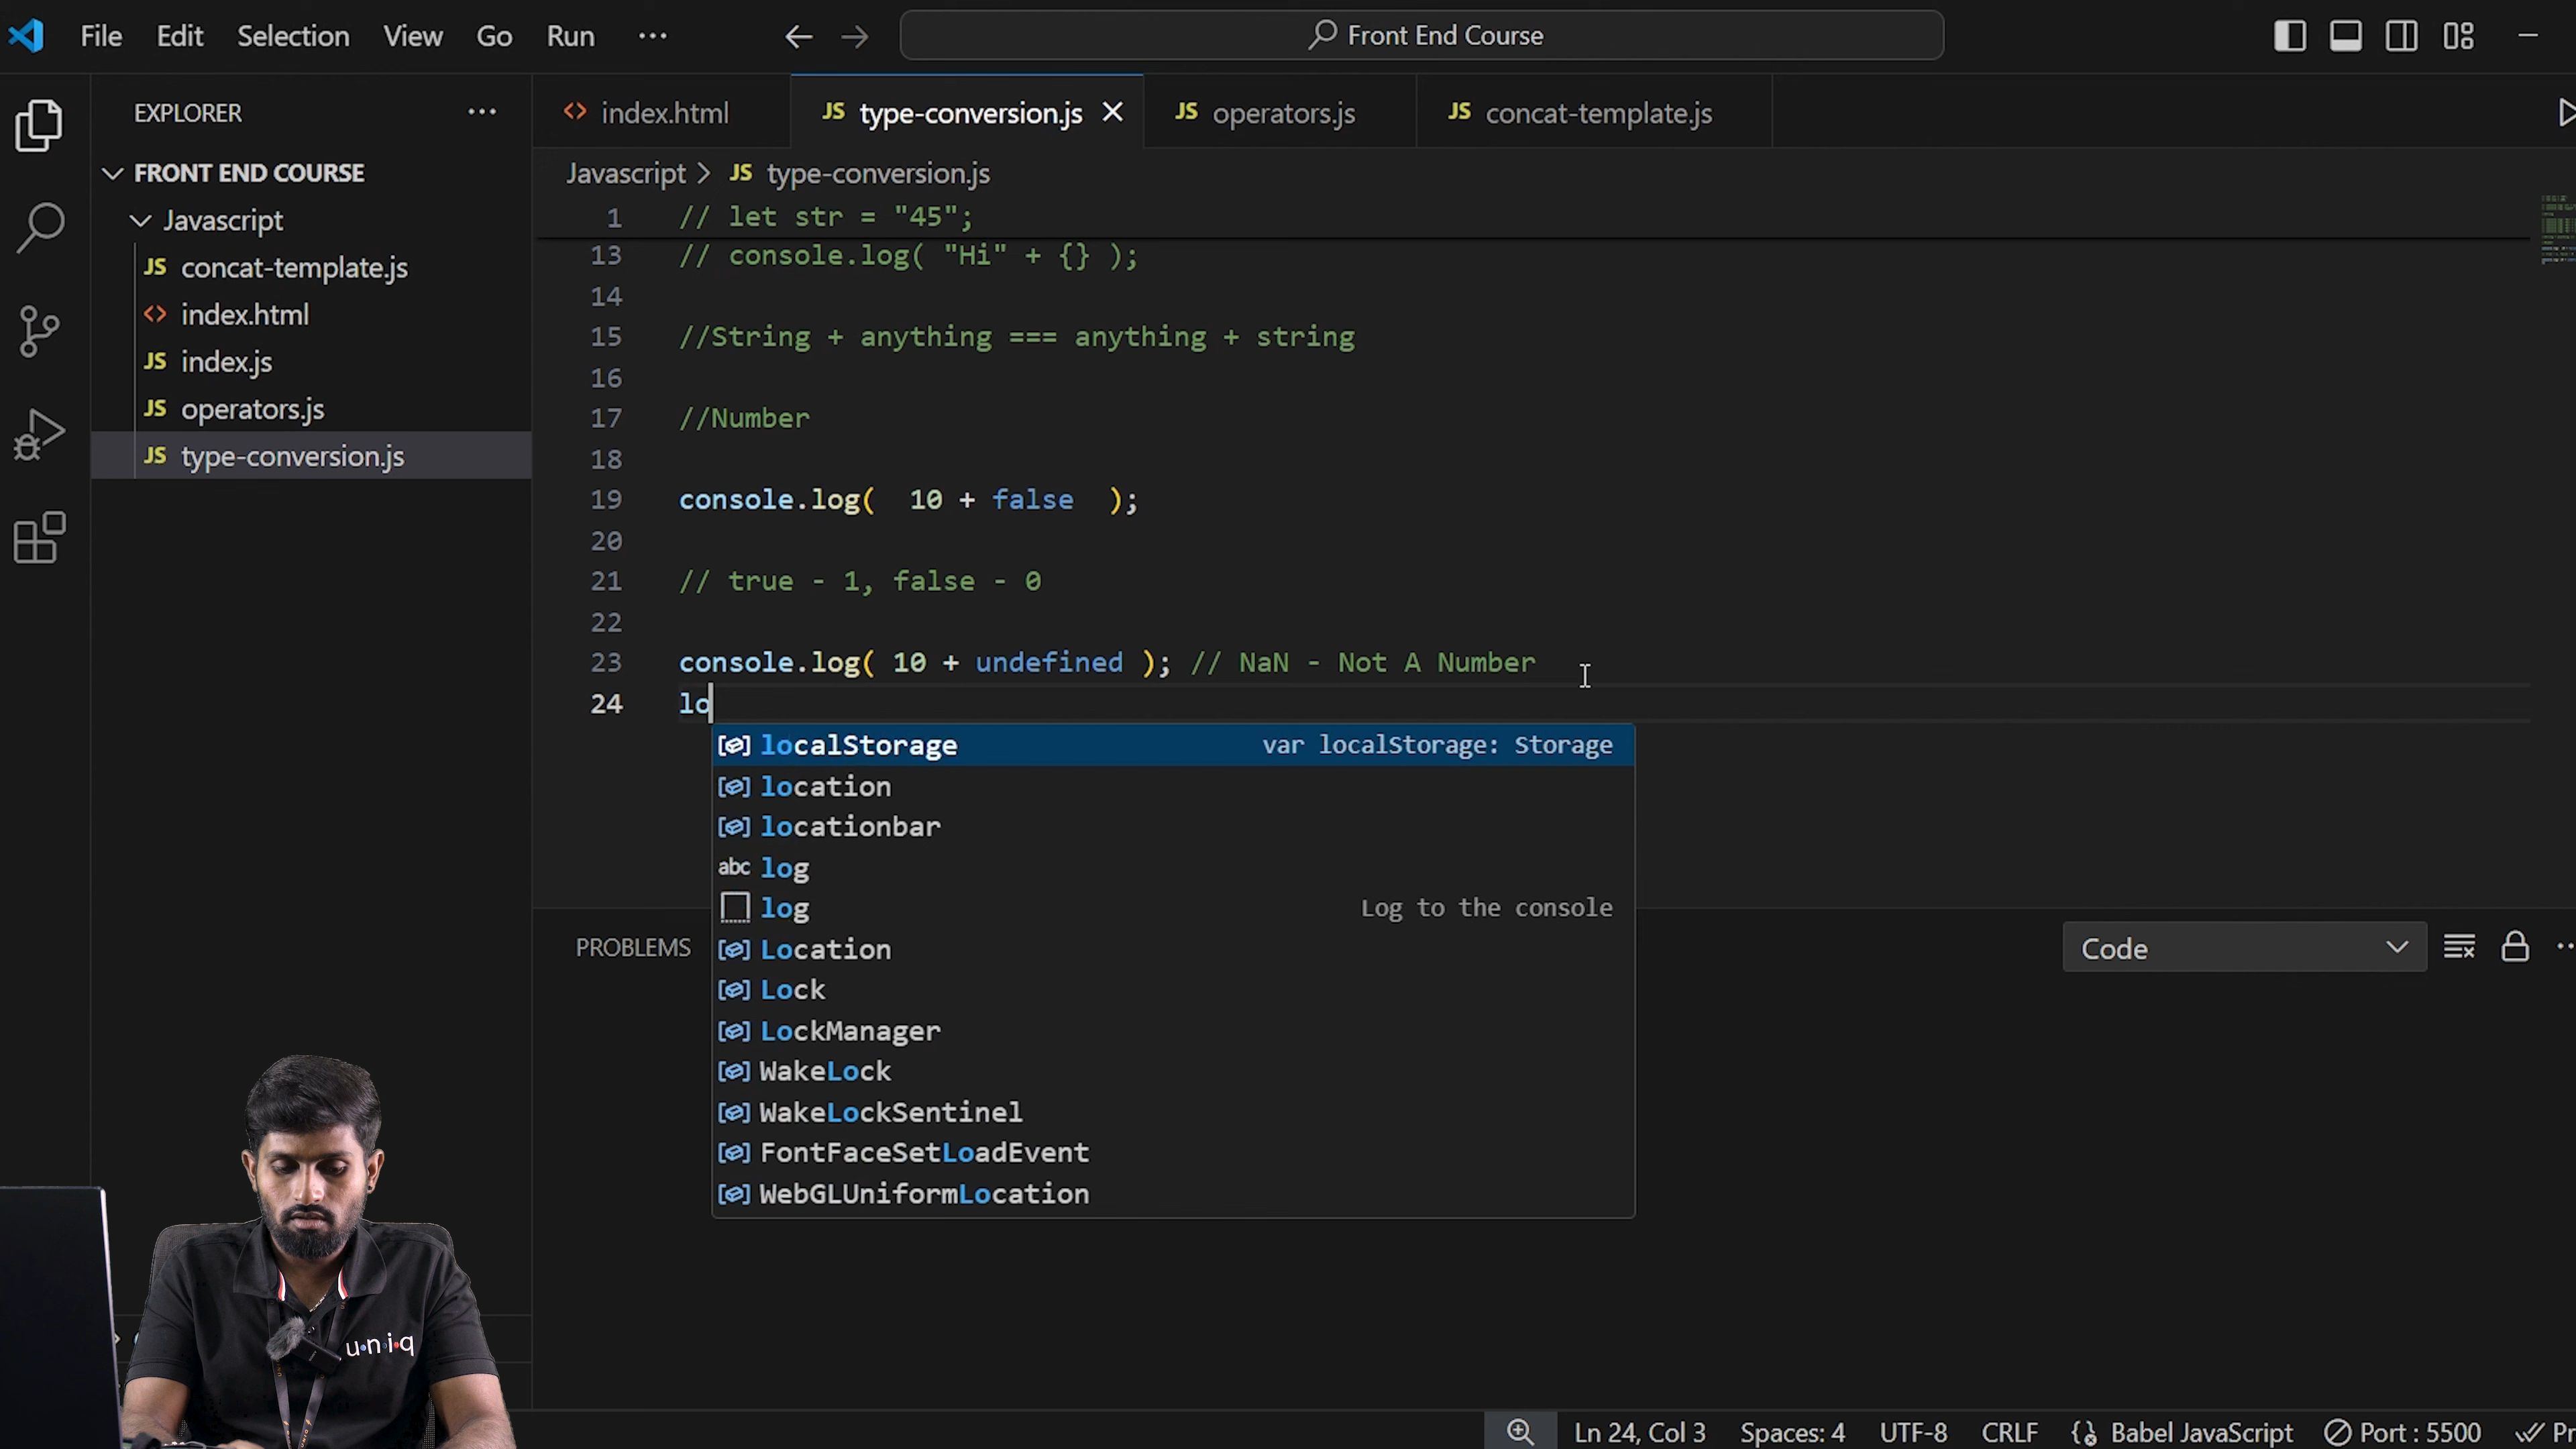 File Edit Selection View Go Run ···
Front End Course
EXPLORER
FRONT END COURSE
Javascript
JS concat-template.js
<> index.html
JS index.js
JS operators.js
JS type-conversion.js
<> index.html
JS type-conversion.js
JS operators.js
JS concat-template.js
Javascript > JS type-conversion.js
1 // let str = "45";
13 // console.log( "Hi" + {} );
14
15 //String + anything === anything + string
16
17 //Number
18
19 console.log(  10 + false  );
20
21 // true - 1, false - 0
22
23 console.log( 10 + undefined ); // NaN - Not A Number
24 lo
localStorage var localStorage: Storage
location
locationbar
abc log
log Log to the console
Location
Lock
LockManager
WakeLock
WakeLockSentinel
FontFaceSetLoadEvent
WebGLUniformLocation
PROBLEMS
Code
u·n·i·q
Ln 24, Col 3 Spaces: 4 UTF-8 CRLF Babel JavaScript Port : 5500